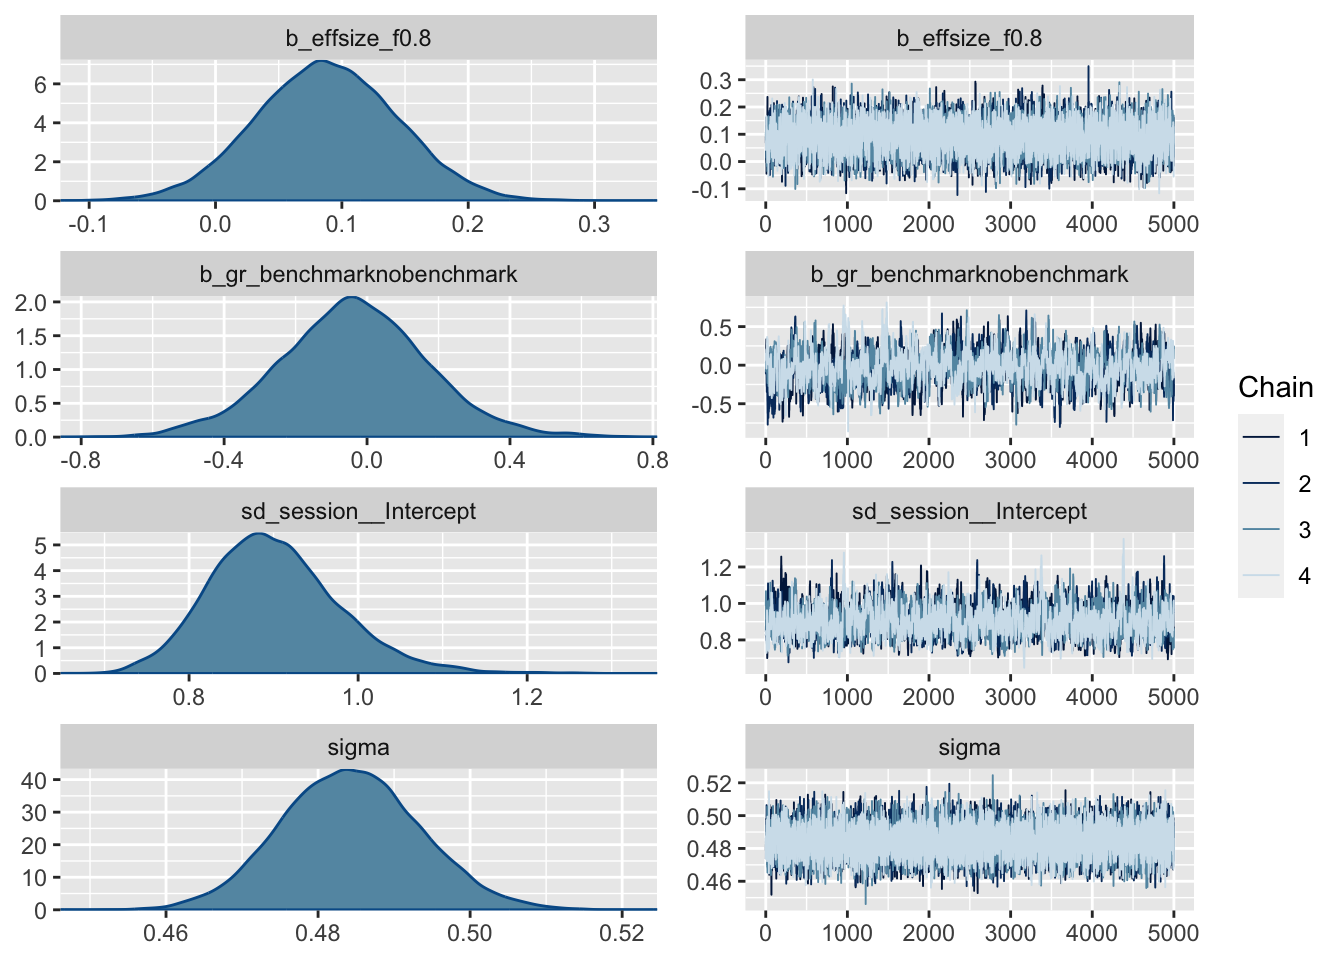 b_effsize_f0.8
b_effsize_f0.8
6
4
2
0
-0.1 0.0 0.1 0.2 0.3
0.3
0.2
0.1
0.0
-0.1
0 1000 2000 3000 4000 5000
b_gr_benchmarknobenchmark
b_gr_benchmarknobenchmark
2.0
1.5
1.0
0.5
0.0
-0.8 -0.4 0.0 0.4 0.8
0.5
0.0
-0.5
0 1000 2000 3000 4000 5000
sd_session__Intercept
sd_session__Intercept
5
4
3
2
1
0
0.8 1.0 1.2
1.2
1.0
0.8
0 1000 2000 3000 4000 5000
sigma
sigma
40
30
20
10
0
0.46 0.48 0.50 0.52
0.52
0.50
0.48
0.46
0 1000 2000 3000 4000 5000
Chain
1
2
3
4